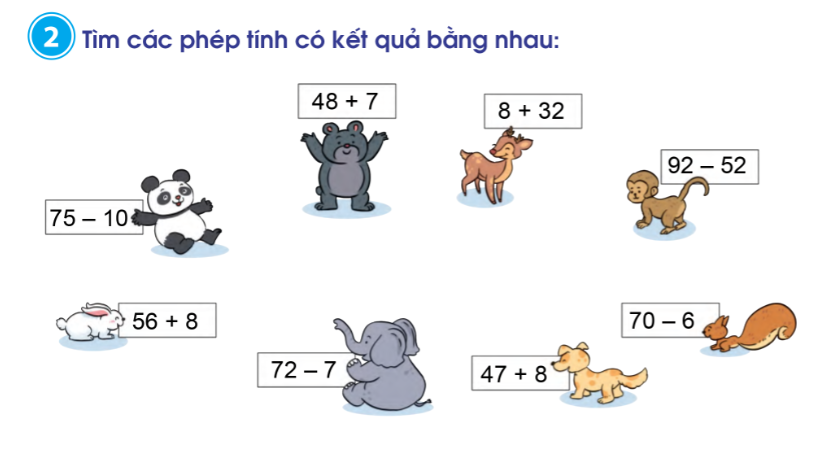 2 Tìm các phép tính có kết quả bằng nhau:
48 + 7
8 + 32
92 – 52
75 – 10
56 + 8
70 – 6
72 – 7
47 + 8